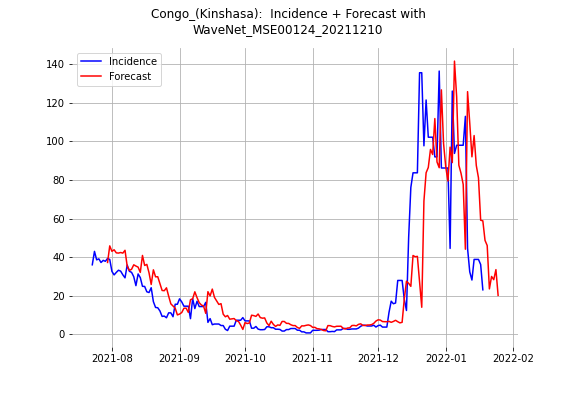 Congo_(Kinshasa):  Incidence + Forecast with
WaveNet_MSE00124_20211210
Incidence
Forecast
140
120
100
80
60
40
20
0
2021-08 2021-09 2021-10 2021-11 2021-12 2022-01 2022-02